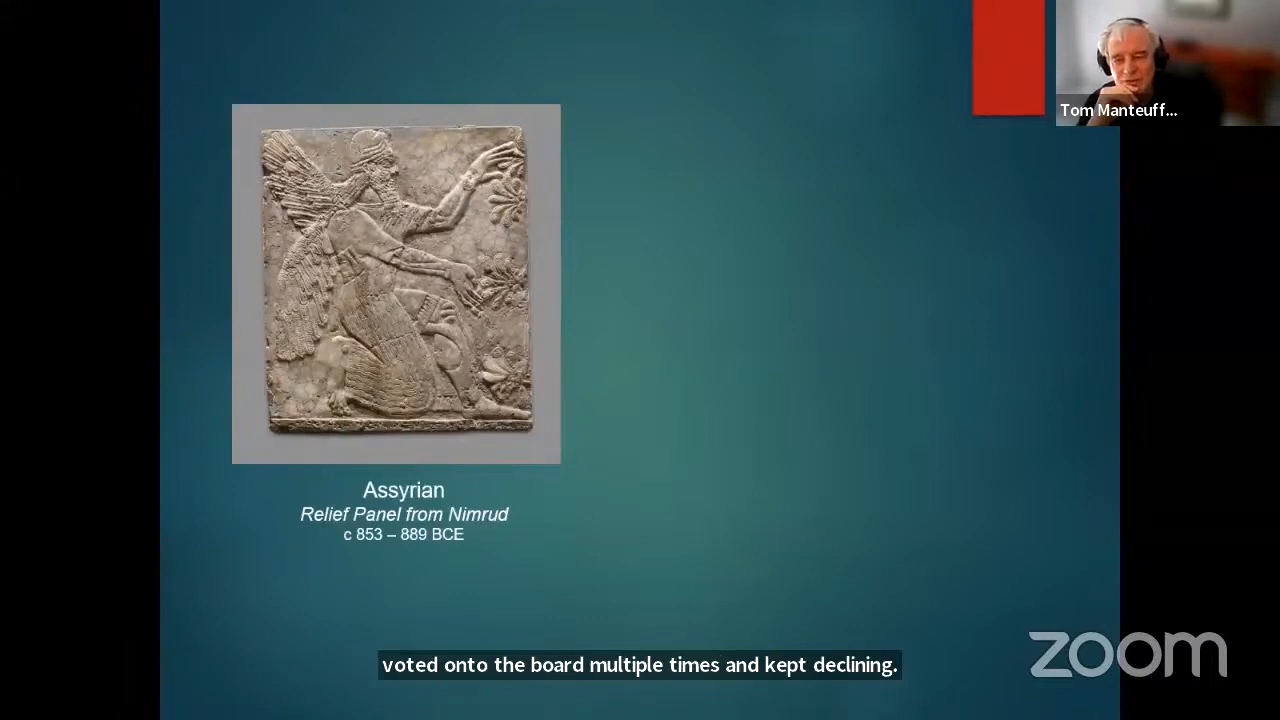 Tom Manteuff...
Assyrian
Relief Panel from Nimrud
c 853 – 889 BCE
voted onto the board multiple times and kept declining.
zoom